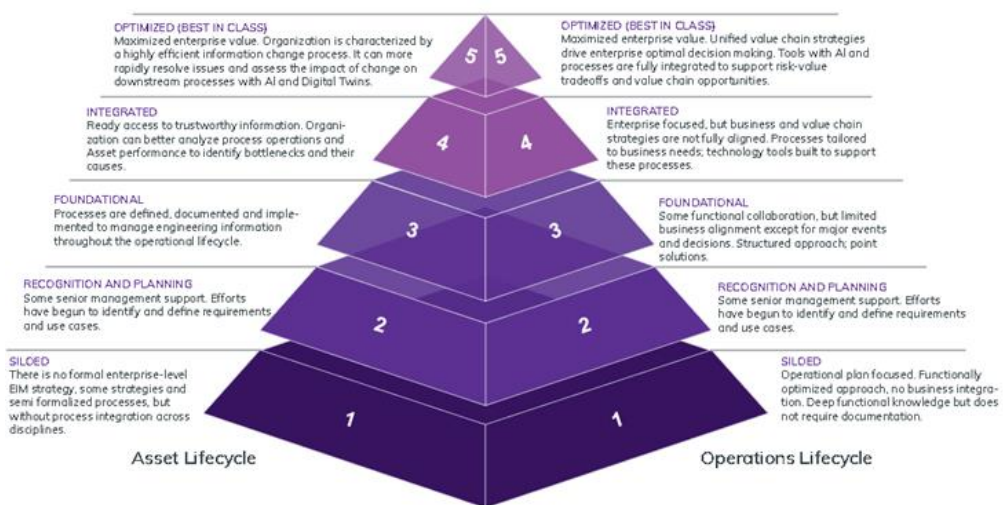 OPTIMIZED (BEST IN CLASS)
Maximized enterprise value. Organization is characterized by
a highly efficient information change process. It can more
rapidly resolve issues and assess the impact of change on
downstream processes with AI and Digital Twins.
INTEGRATED
Ready access to trustworthy information. Organi-
zation can better analyze process operations and
Asset performance to identify bottlenecks and their
causes.
FOUNDATIONAL
Processes are defined, documented and imple-
mented to manage engineering information
throughout the operational lifecycle.
RECOGNITION AND PLANNING
Some senior management support. Efforts
have begun to identify and define requirements
and use cases.
SILOED
There is no formal enterprise-level
EIM strategy, some strategies and
semi formalized processes, but
without process integration across
disciplines.
Asset Lifecycle
5
4
3
2
1
5
4
3
2
1
OPTIMIZED (BEST IN CLASS)
Maximized enterprise value. Unified value chain strategies
drive enterprise optimal decision making. Tools with AI and
processes are fully integrated to support risk-value
tradeoffs and value chain opportunities.
INTEGRATED
Enterprise focused, but business and value chain
strategies are not fully aligned. Processes tailored
to business needs; technology tools built to support
these processes.
FOUNDATIONAL
Some functional collaboration, but limited
business alignment except for major events
and decisions. Structured approach; point
solutions.
RECOGNITION AND PLANNING
Some senior management support. Efforts
have begun to identify and define requirements
and use cases.
SILOED
Operational plan focused. Functionally
optimized approach, no business integra-
tion. Deep functional knowledge but does
not require documentation.
Operations Lifecycle